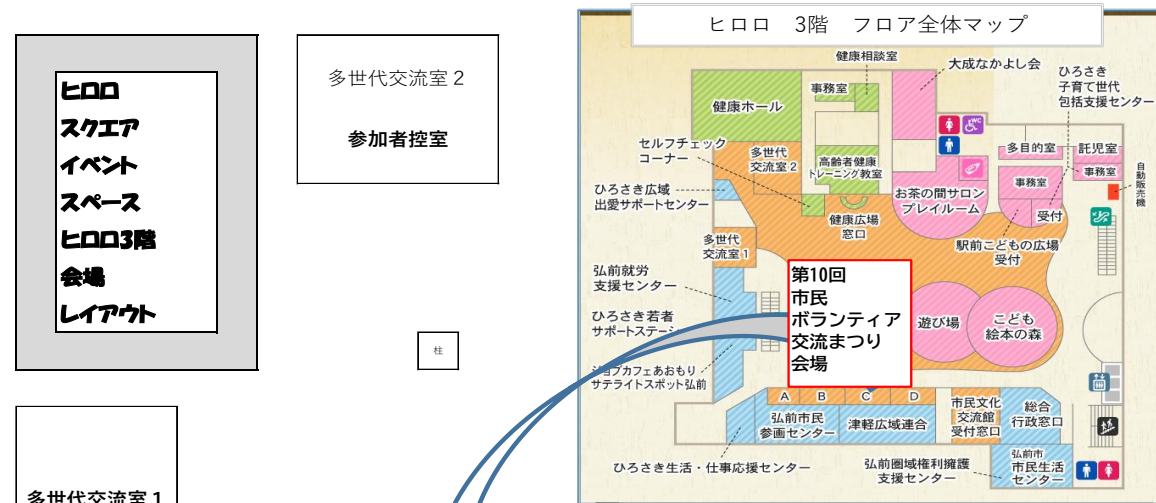 ヒロロ
スクエア
イベント
スペース
ヒロロ3階
会場
レイアウト
多世代交流室２
参加者控室
柱
多世代交流室１
ヒロロ　3階　フロア全体マップ
健康相談室
大成なかよし会
ひろさき
子育て世代
包括支援センター
事務室
健康ホール
セルフチェック
コーナー
多世代
交流室2
高齢者健康
トレーニング教室
WC
多目的室
託児室
事務室
事務室
自動販売機
お茶の間サロン
プレイルーム
受付
ひろさき広域
出愛サポートセンター
健康広場
窓口
駅前こどもの広場
受付
多世代
交流室1
弘前就労
支援センター
第10回
市民
ボランティア
交流まつり
会場
ひろさき若者
サポートステーシ
遊び場
こども
絵本の森
ジョブカフェあおもり
サテライトスポット弘前
A
B
C
D
弘前市民
参画センター
津軽広域連合
市民文化
交流館
受付窓口
総合
行政窓口
ひろさき生活・仕事応援センター
弘前圏域権利擁護
支援センター
弘前市
市民生活
センター